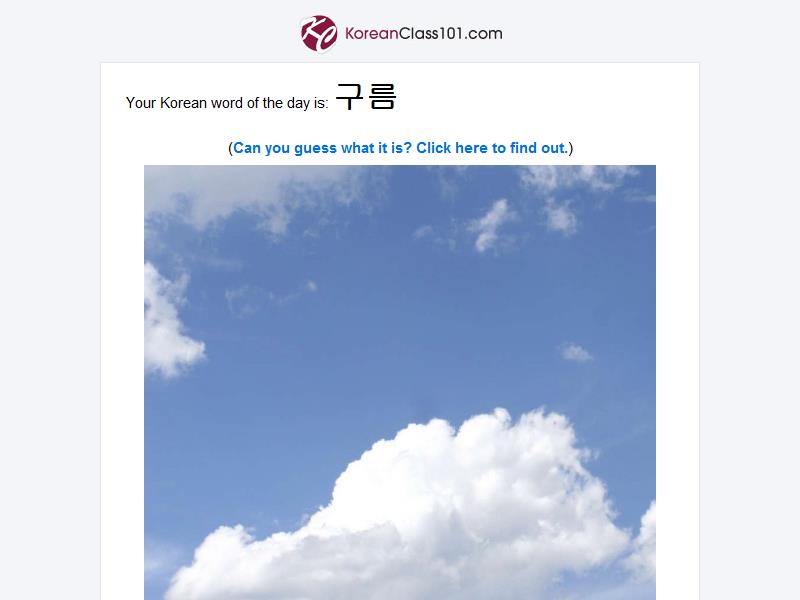 KoreanClass101.com
Your Korean word of the day is: 구름
(Can you guess what it is? Click here to find out.)